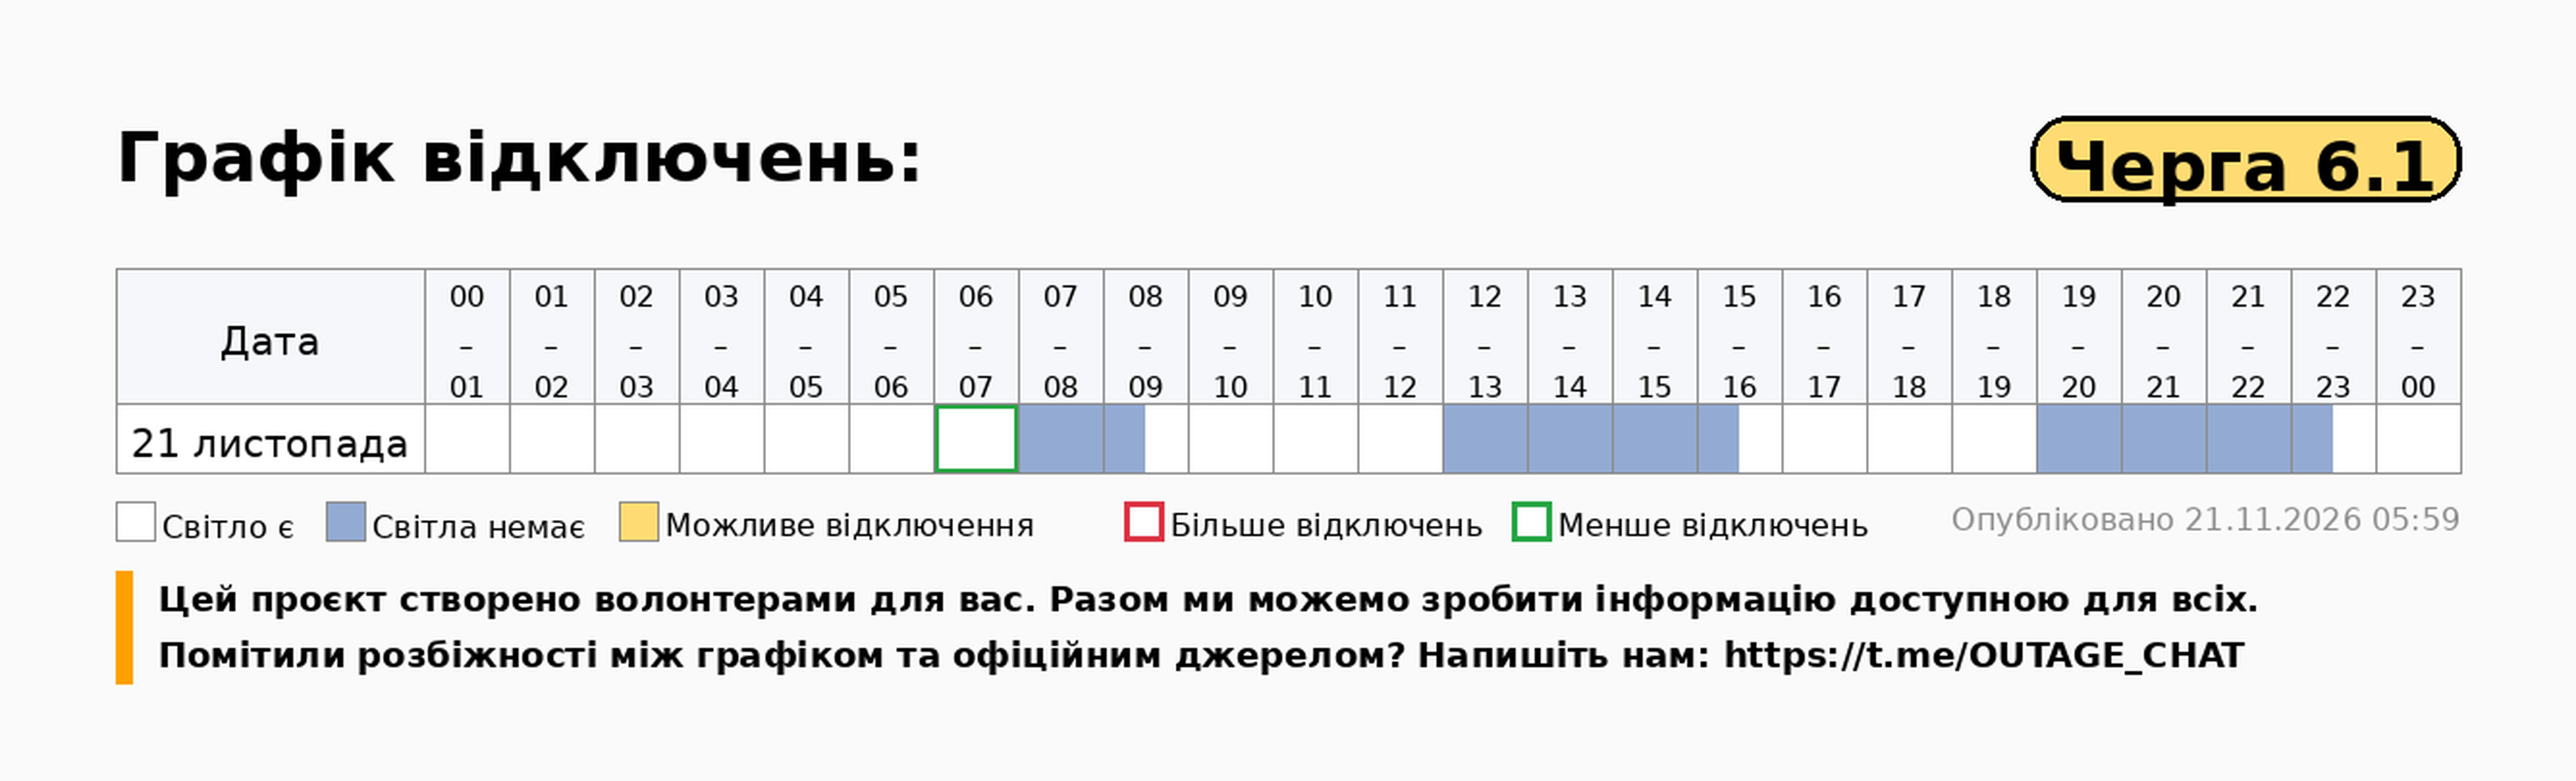 Графік відключень:
Черга 6.1
Дата
00 – 01
01 – 02
02 – 03
03 – 04
04 – 05
05 – 06
06 – 07
07 – 08
08 – 09
09 – 10
10 – 11
11 – 12
12 – 13
13 – 14
14 – 15
15 – 16
16 – 17
17 – 18
18 – 19
19 – 20
20 – 21
21 – 22
22 – 23
23 – 00
21 листопада
Світло є
Світла немає
Можливе відключення
Більше відключень
Менше відключень
Опубліковано 21.11.2026 05:59
Цей проєкт створено волонтерами для вас. Разом ми можемо зробити інформацію доступною для всіх.
Помітили розбіжності між графіком та офіційним джерелом? Напишіть нам: https://t.me/OUTAGE_CHAT